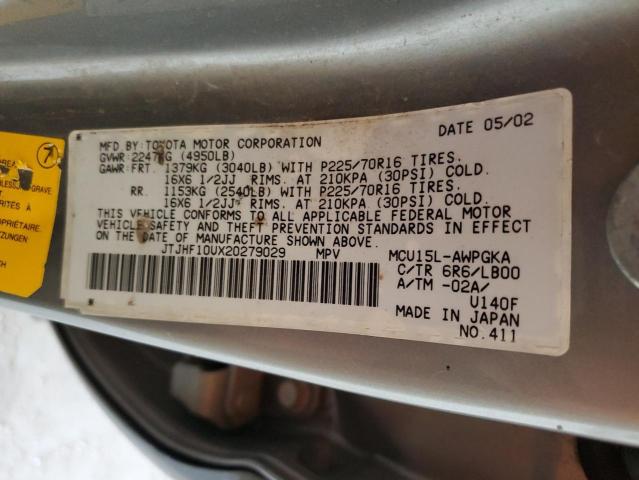 DATE 05/02
MFD. BY: TOYOTA MOTOR CORPORATION
GVWR: 2247KG (4950LB)
GAWR: FRT. 1379KG (3040LB) WITH P225/70R16 TIRES.
16X6 1/2JJ RIMS. AT 210KPA (30PSI) COLD.
RR. 1153KG (2540LB) WITH P225/70R16 TIRES.
16X6 1/2JJ RIMS. AT 210KPA (30PSI) COLD.
THIS VEHICLE CONFORMS TO ALL APPLICABLE FEDERAL MOTOR
VEHICLE SAFETY AND THEFT PREVENTION STANDARDS IN EFFECT
ON THE DATE OF MANUFACTURE SHOWN ABOVE.
JTJHF10UX20279029 MPV MCU15L-AWPGKA
C/TR 6R6/LB00
A/TM -02A/
U140F
MADE IN JAPAN
NO.411